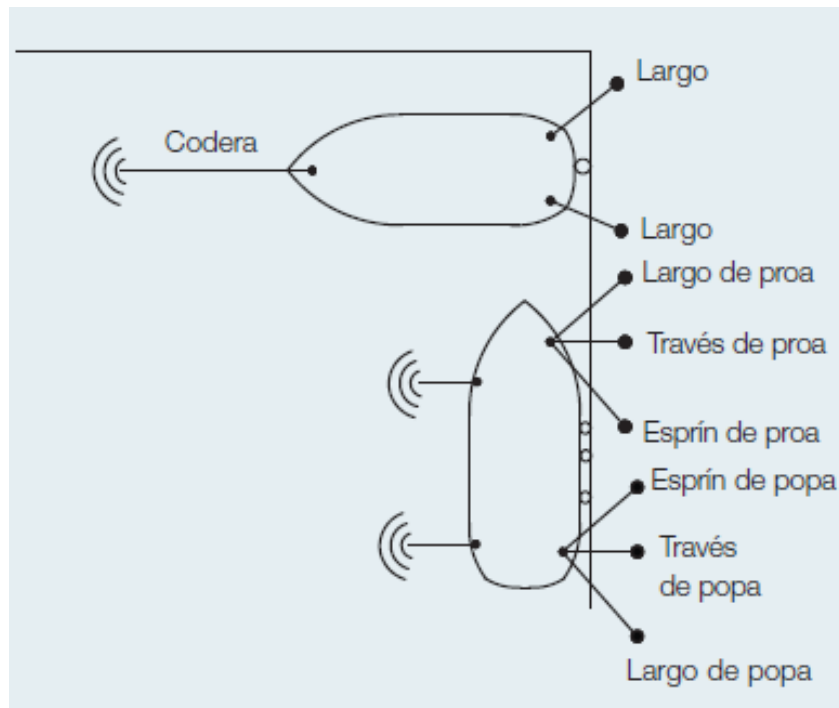 Largo
Codera
Largo
Largo de proa
Través de proa
Esprín de proa
Esprín de popa
Través
de popa
Largo de popa